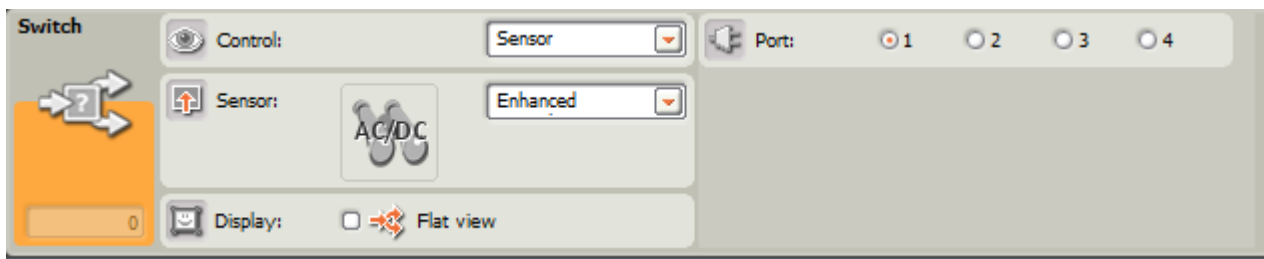 Switch
Control: Sensor
Port: 1 2 3 4
Sensor: AC/DC Enhanced
Display: Flat view
0